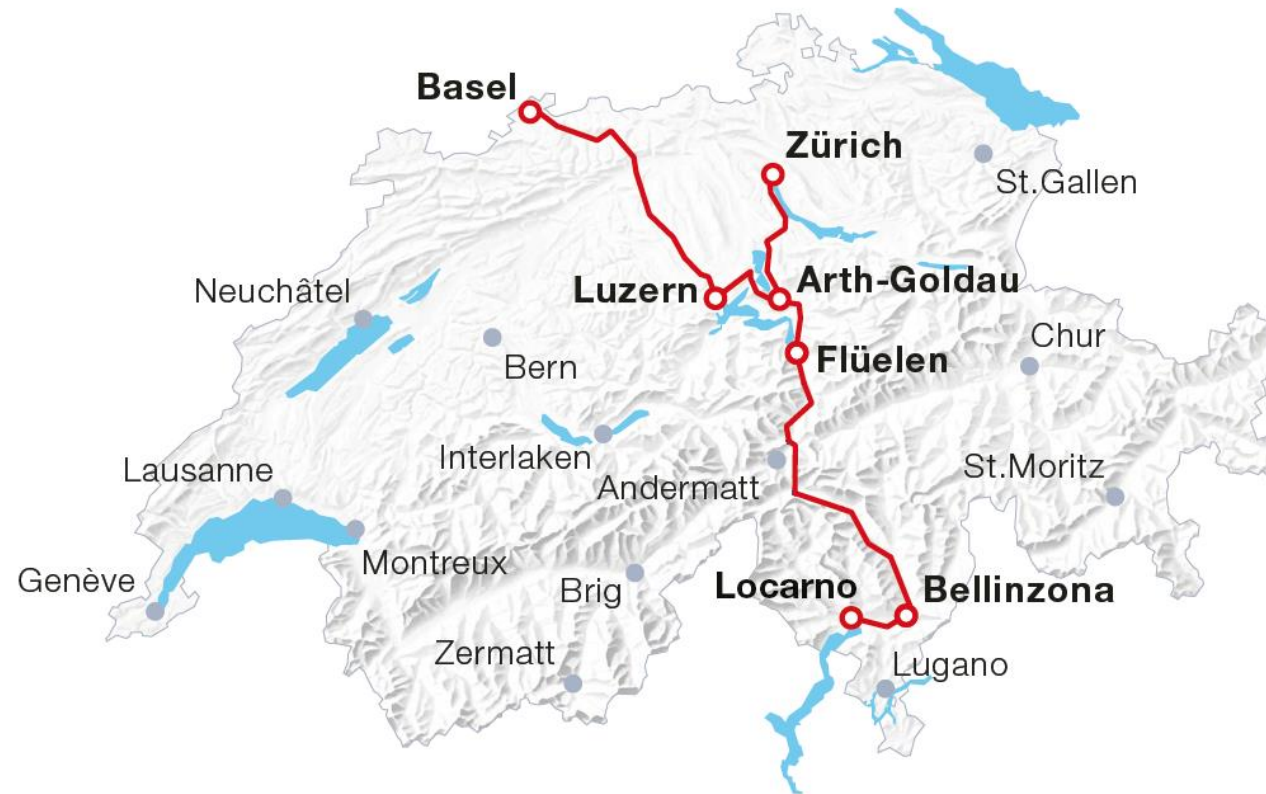 Basel
Zürich
St.Gallen
Neuchâtel
Luzern
Arth-Goldau
Bern
Flüelen
Chur
Interlaken
Lausanne
Andermatt
St.Moritz
Montreux
Genève
Brig
Locarno
Bellinzona
Zermatt
Lugano